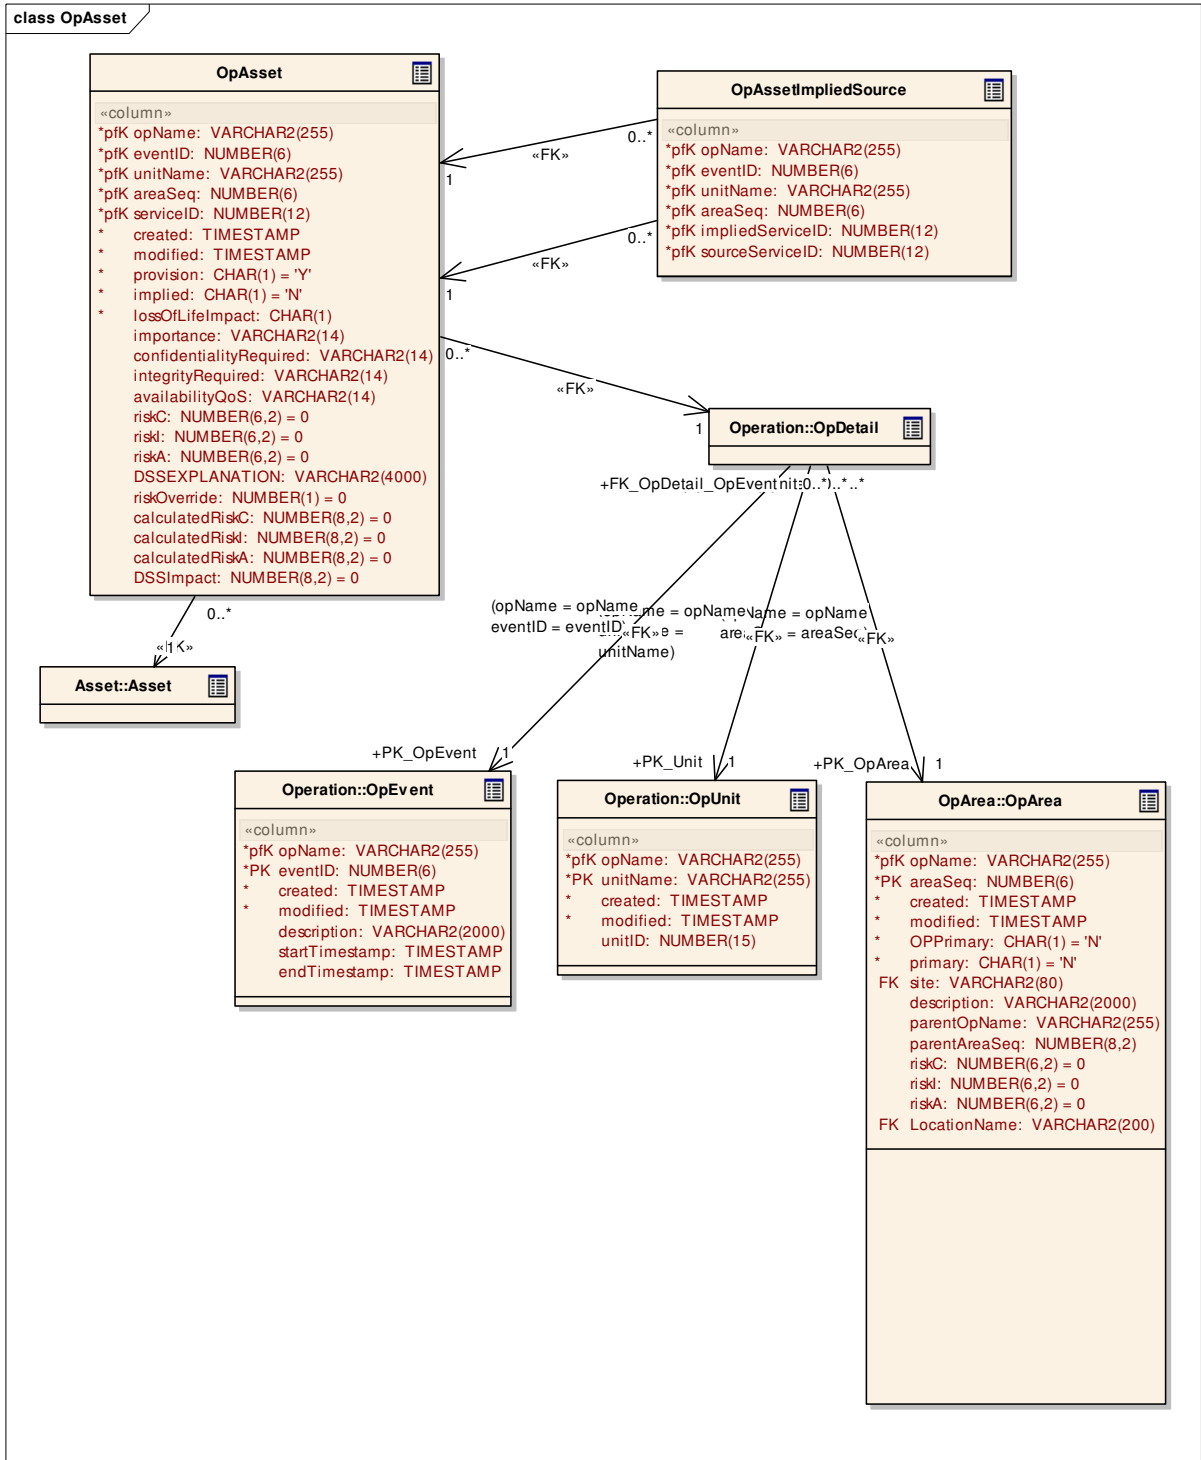 class OpAsset
OpAsset
«column»
*pfK opName: VARCHAR2(255)
*pfK eventID: NUMBER(6)
*pfK unitName: VARCHAR2(255)
*pfK areaSeq: NUMBER(6)
*pfK serviceID: NUMBER(12)
* created: TIMESTAMP
* modified: TIMESTAMP
* provision: CHAR(1) = 'Y'
* implied: CHAR(1) = 'N'
* lossOfLifeImpact: CHAR(1)
importance: VARCHAR2(14)
confidentialityRequired: VARCHAR2(14)
integrityRequired: VARCHAR2(14)
availabilityQoS: VARCHAR2(14)
riskC: NUMBER(6,2) = 0
riskI: NUMBER(6,2) = 0
riskA: NUMBER(6,2) = 0
DSSEXPLANATION: VARCHAR2(4000)
riskOverride: NUMBER(1) = 0
calculatedRiskC: NUMBER(8,2) = 0
calculatedRiskI: NUMBER(8,2) = 0
calculatedRiskA: NUMBER(8,2) = 0
DSSImpact: NUMBER(8,2) = 0
OpAssetImpliedSource
«column»
*pfK opName: VARCHAR2(255)
*pfK eventID: NUMBER(6)
*pfK unitName: VARCHAR2(255)
*pfK areaSeq: NUMBER(6)
*pfK impliedServiceID: NUMBER(12)
*pfK sourceServiceID: NUMBER(12)
0..*
«FK»
1
0..*
«FK»
1
0..*
«FK»
1
Operation::OpDetail
+FK_OpDetail_OpEvent
0..*
..*
(opName = opName
eventID = eventID)
= opName
unitName)
= opName
= areaSeq)
«FK»
«FK»
«FK»
0..*
1
Asset::Asset
+PK_OpEvent
1
+PK_Unit
1
+PK_OpArea
1
Operation::OpEvent
«column»
*pfK opName: VARCHAR2(255)
*PK eventID: NUMBER(6)
* created: TIMESTAMP
* modified: TIMESTAMP
description: VARCHAR2(2000)
startTimestamp: TIMESTAMP
endTimestamp: TIMESTAMP
Operation::OpUnit
«column»
*pfK opName: VARCHAR2(255)
*PK unitName: VARCHAR2(255)
* created: TIMESTAMP
* modified: TIMESTAMP
unitID: NUMBER(15)
OpArea::OpArea
«column»
*pfK opName: VARCHAR2(255)
*PK areaSeq: NUMBER(6)
* created: TIMESTAMP
* modified: TIMESTAMP
* OPPrimary: CHAR(1) = 'N'
* primary: CHAR(1) = 'N'
FK site: VARCHAR2(80)
description: VARCHAR2(2000)
parentOpName: VARCHAR2(255)
parentAreaSeq: NUMBER(8,2)
riskC: NUMBER(6,2) = 0
riskI: NUMBER(6,2) = 0
riskA: NUMBER(6,2) = 0
FK LocationName: VARCHAR2(200)